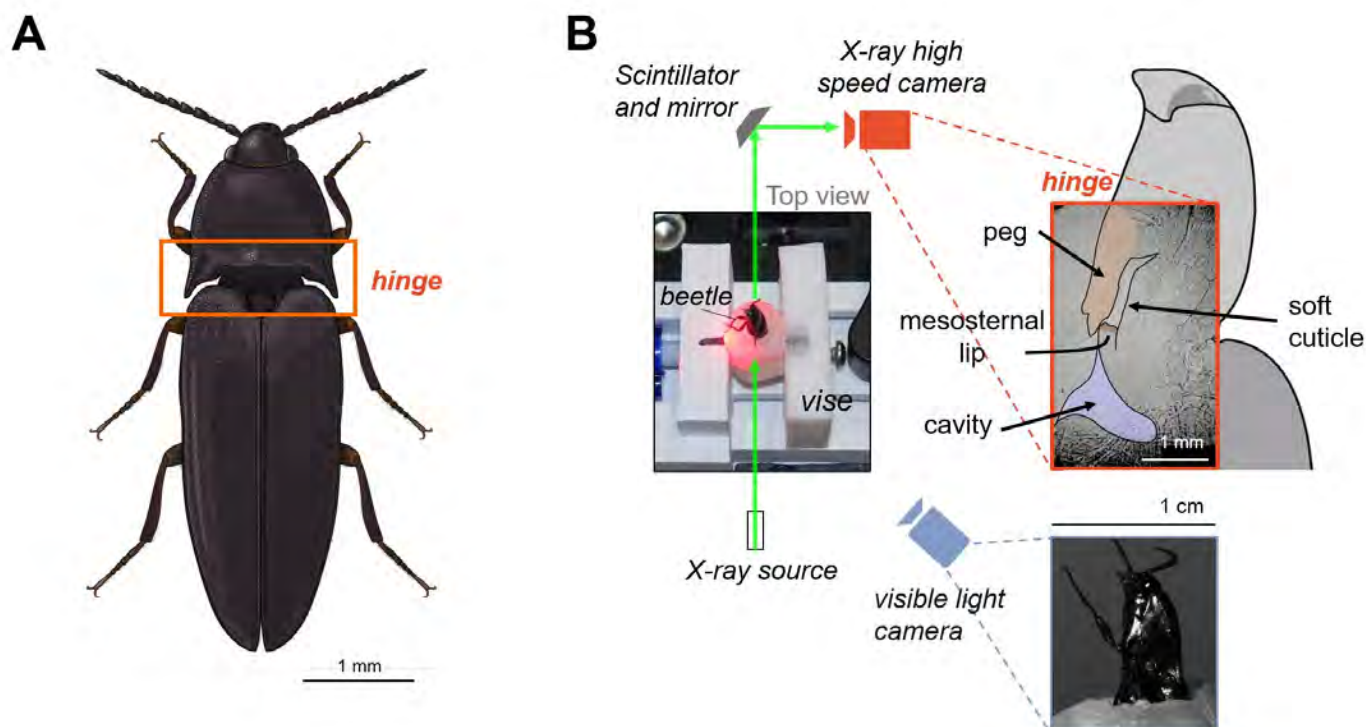 A
hinge
1 mm
B
Scintillator
and mirror
X-ray high
speed camera
Top view
hinge
peg
beetle
mesosternal
lip
soft
cuticle
vise
cavity
1 mm
1 cm
X-ray source
visible light
camera